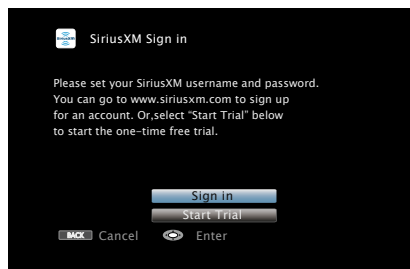 SiriusXM
SiriusXM Sign in
Please set your SiriusXM username and password.
You can go to www.siriusxm.com to sign up
for an account. Or,select “Start Trial” below
to start the one-time free trial.
Sign in
Start Trial
BACK Cancel Enter